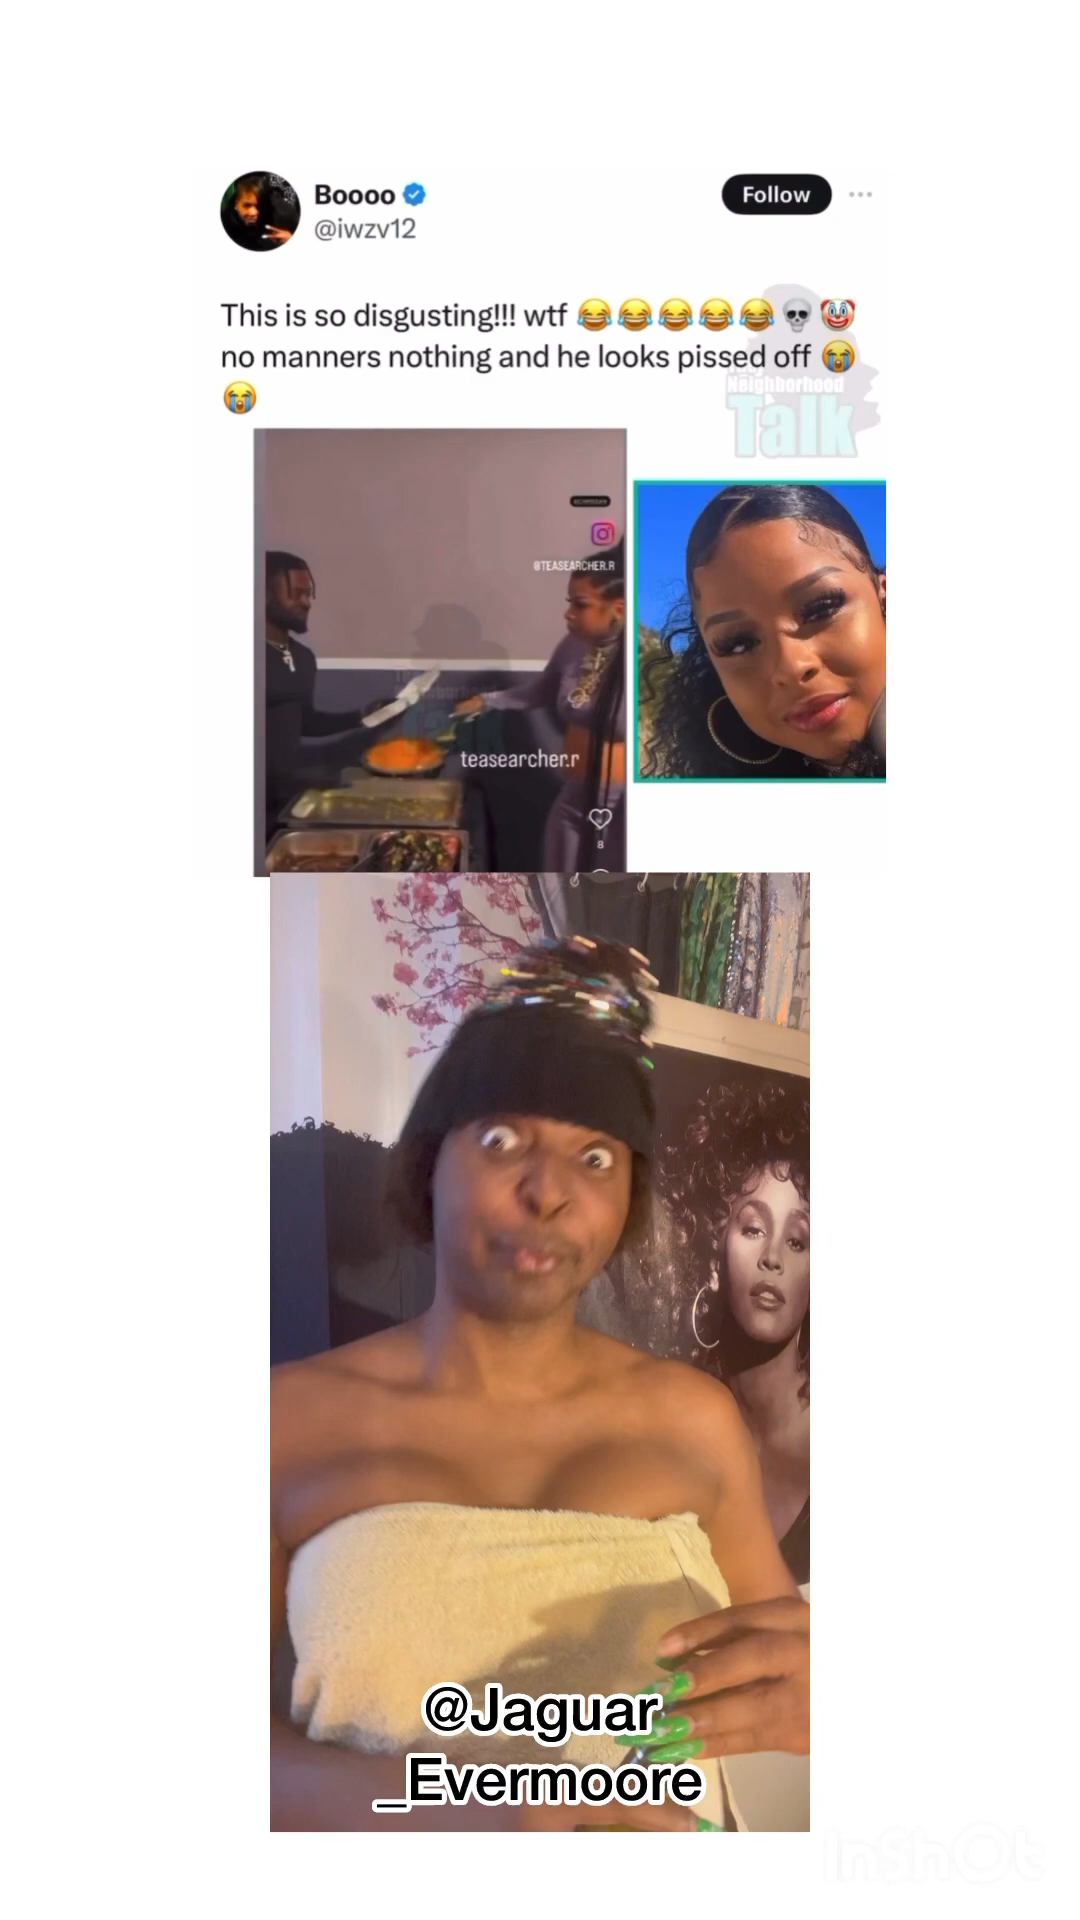 Boooo
@iwzv12
Follow
This is so disgusting!!! wtf 😂😂😂😂😂💀🤡
no manners nothing and he looks pissed off 😭
😭
Neighborhood
Talk
@TEASEARCHER.R
teasearcher.r
8
@Jaguar
_Evermoore
InShOt